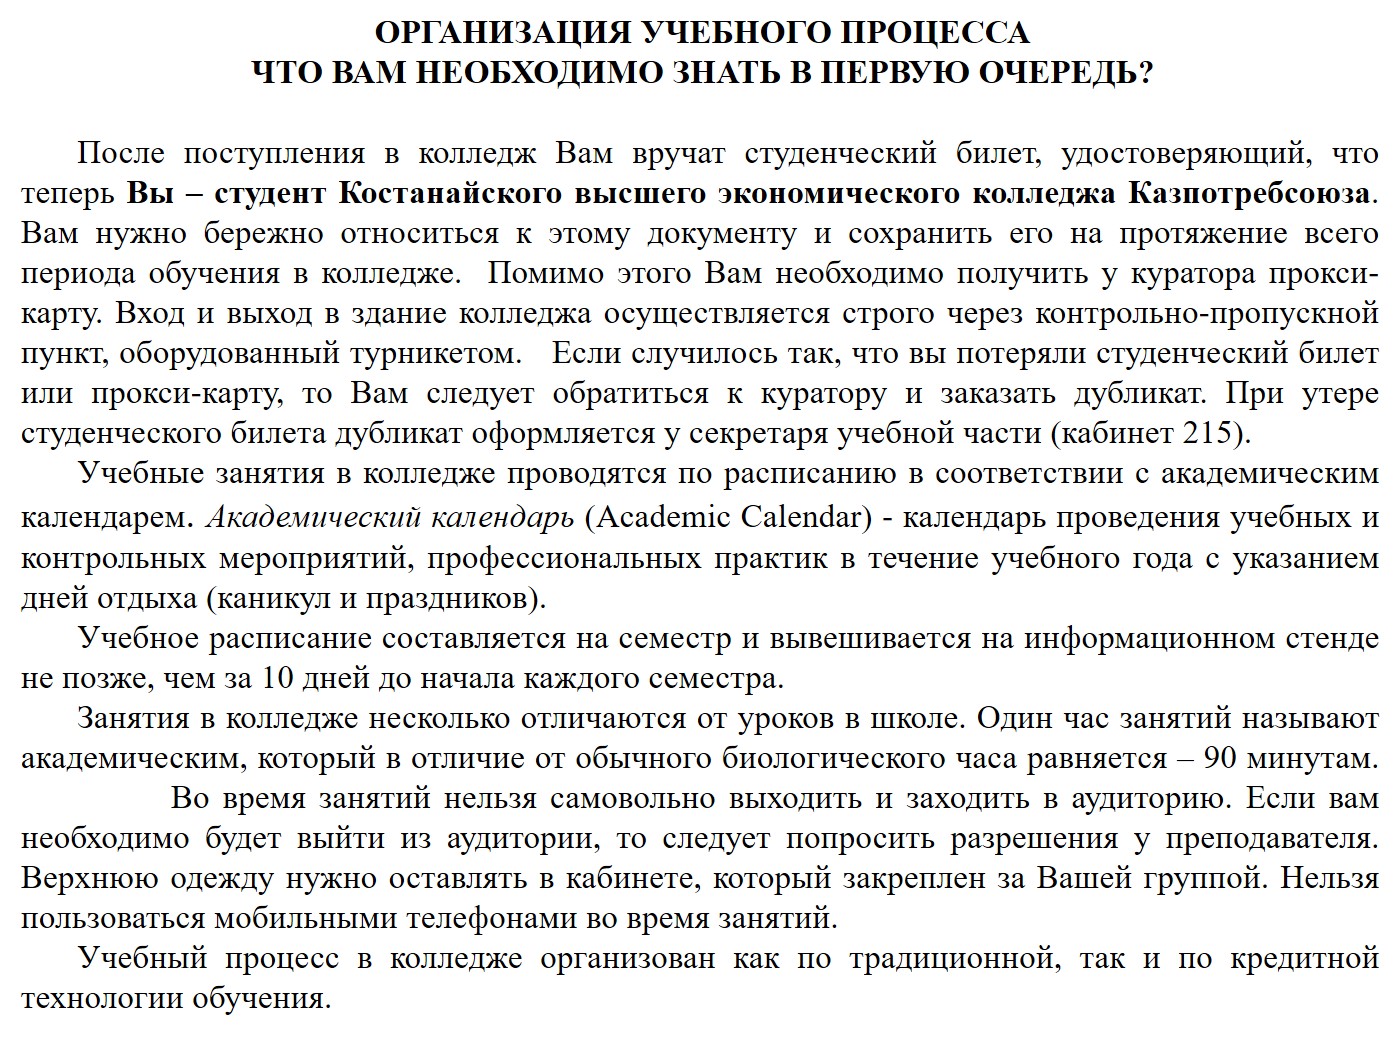 ОРГАНИЗАЦИЯ УЧЕБНОГО ПРОЦЕССА
ЧТО ВАМ НЕОБХОДИМО ЗНАТЬ В ПЕРВУЮ ОЧЕРЕДЬ?
После поступления в колледж Вам вручат студенческий билет, удостоверяющий, что
теперь Вы – студент Костанайского высшего экономического колледжа Казпотребсоюза.
Вам нужно бережно относиться к этому документу и сохранить его на протяжение всего
периода обучения в колледже. Помимо этого Вам необходимо получить у куратора прокси-
карту. Вход и выход в здание колледжа осуществляется строго через контрольно-пропускной
пункт, оборудованный турникетом. Если случилось так, что вы потеряли студенческий билет
или прокси-карту, то Вам следует обратиться к куратору и заказать дубликат. При утере
студенческого билета дубликат оформляется у секретаря учебной части (кабинет 215).
Учебные занятия в колледже проводятся по расписанию в соответствии с академическим
календарем. Академический календарь (Academic Calendar) - календарь проведения учебных и
контрольных мероприятий, профессиональных практик в течение учебного года с указанием
дней отдыха (каникул и праздников).
Учебное расписание составляется на семестр и вывешивается на информационном стенде
не позже, чем за 10 дней до начала каждого семестра.
Занятия в колледже несколько отличаются от уроков в школе. Один час занятий называют
академическим, который в отличие от обычного биологического часа равняется – 90 минутам.
Во время занятий нельзя самовольно выходить и заходить в аудиторию. Если вам
необходимо будет выйти из аудитории, то следует попросить разрешения у преподавателя.
Верхнюю одежду нужно оставлять в кабинете, который закреплен за Вашей группой. Нельзя
пользоваться мобильными телефонами во время занятий.
Учебный процесс в колледже организован как по традиционной, так и по кредитной
технологии обучения.